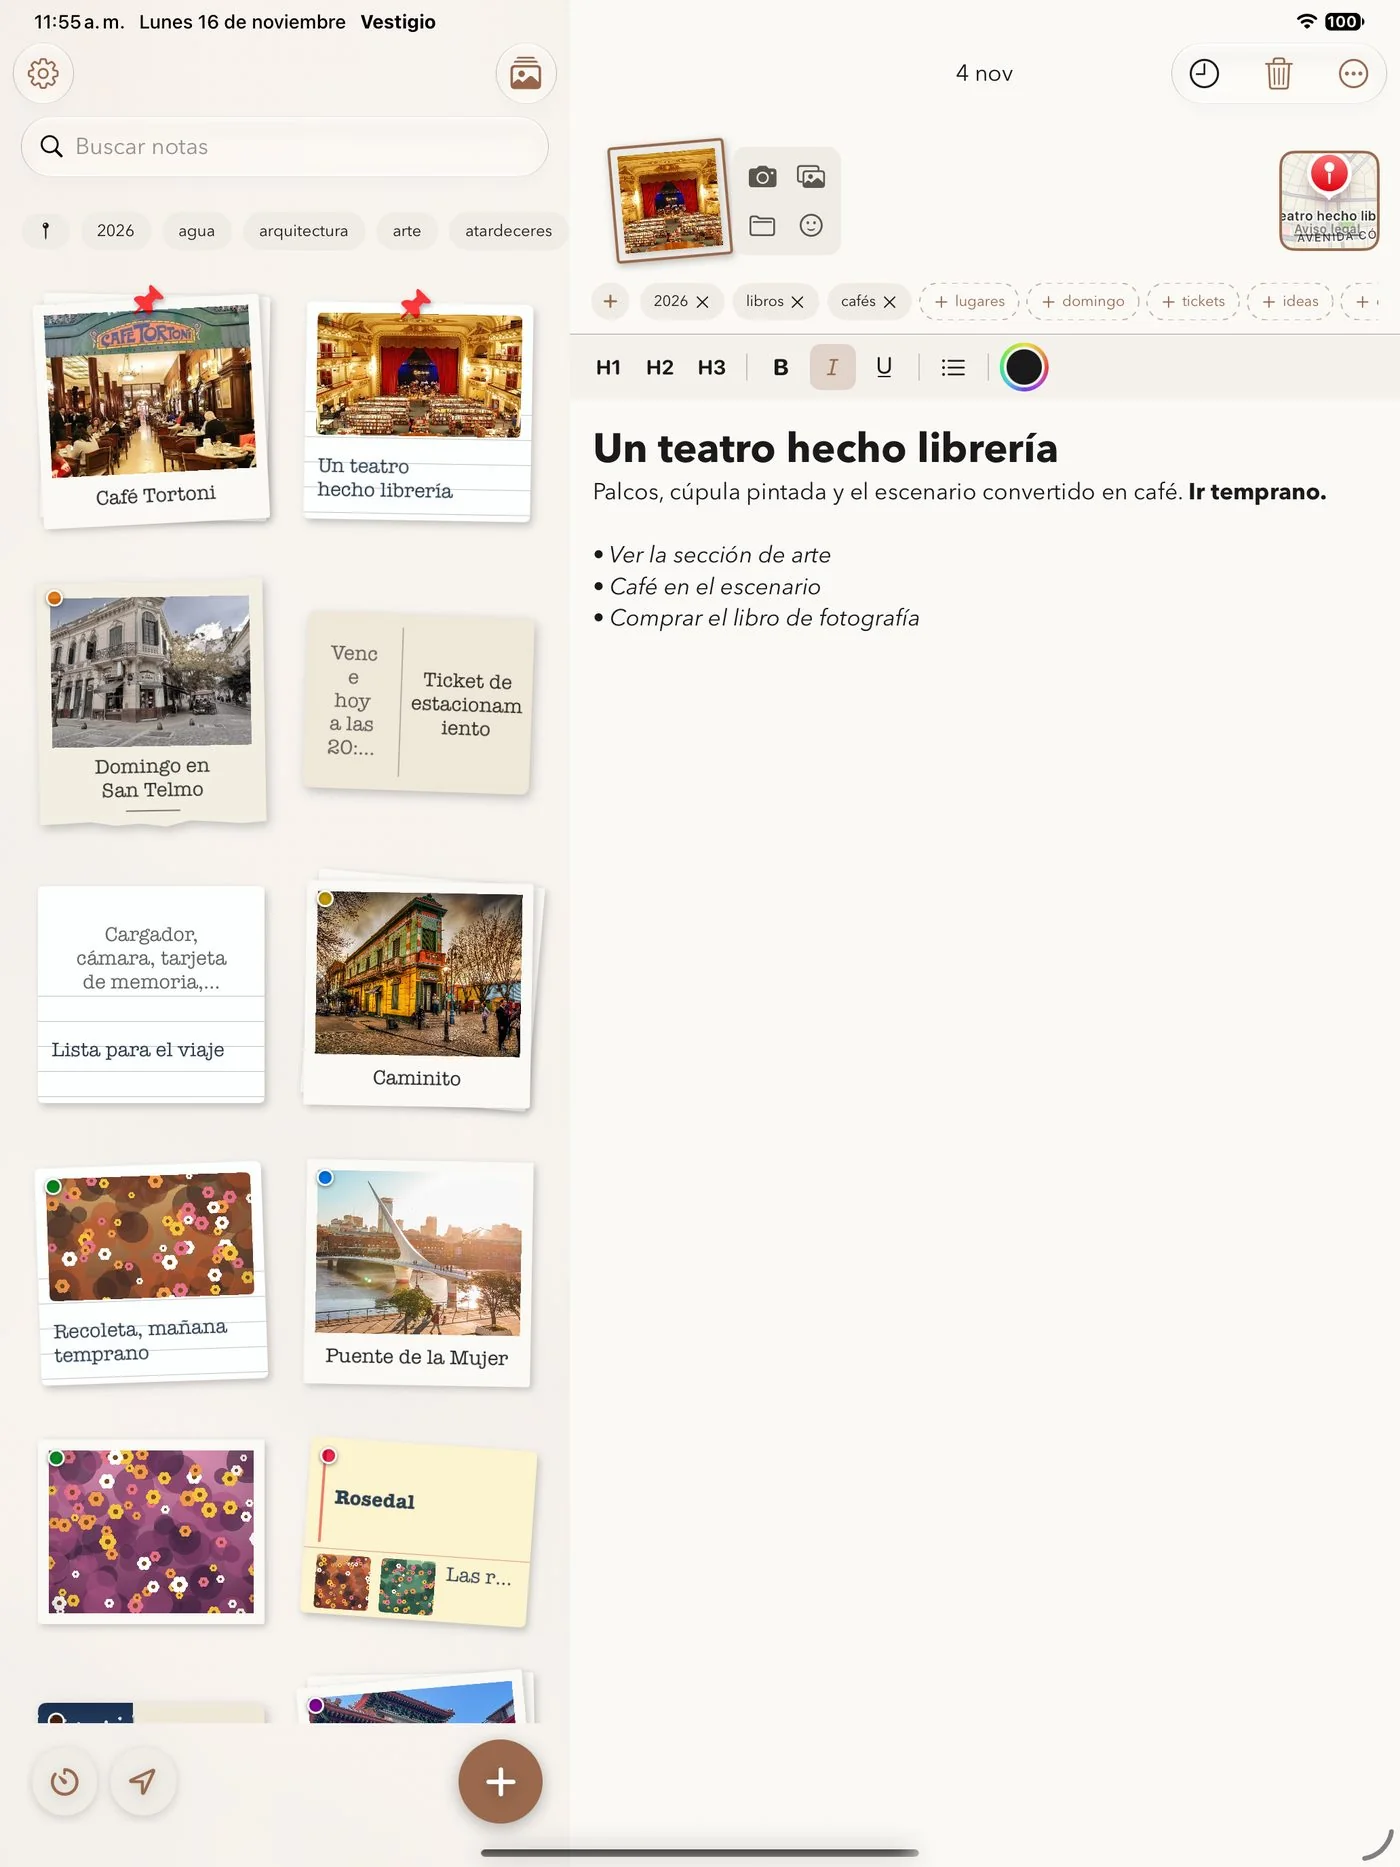 11:55 a. m. Lunes 16 de noviembre Vestigio
100
Buscar notas
2026 agua arquitectura arte atardeceres
CAFE TORTONI
Café Tortoni
Un teatro
hecho librería
Domingo en
San Telmo
Venc
e
hoy
a las
20:...
Ticket de
estacionam
iento
Cargador,
cámara, tarjeta
de memoria,...
Lista para el viaje
Caminito
Recoleta, mañana
temprano
Puente de la Mujer
Rosedal
Las r...
4 nov
eatro hecho lib
Aviso legal
AVENIDA CO
+ 2026 × libros × cafés × + lugares + domingo + tickets + ideas +
H1 H2 H3 B I U
Un teatro hecho librería
Palcos, cúpula pintada y el escenario convertido en café. Ir temprano.
• Ver la sección de arte
• Café en el escenario
• Comprar el libro de fotografía